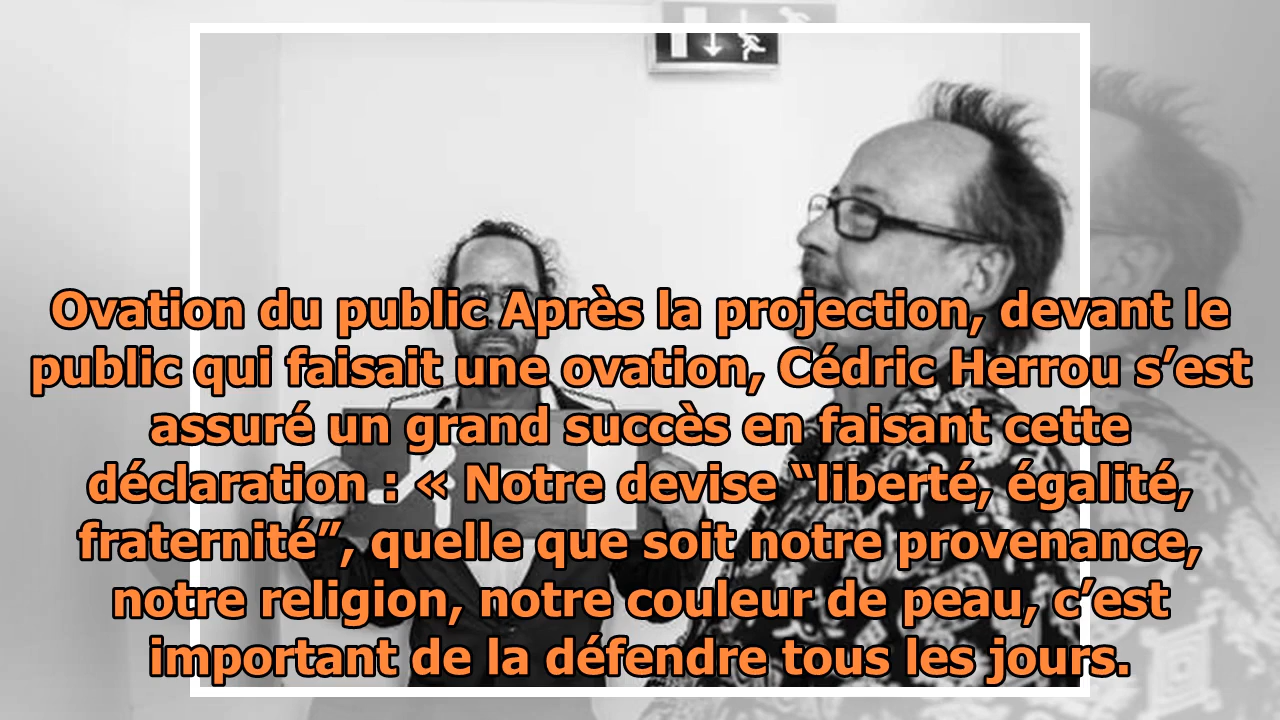 Ovation du public Après la projection, devant le
public qui faisait une ovation, Cédric Herrou s’est
assuré un grand succès en faisant cette
déclaration : « Notre devise “liberté, égalité,
fraternité”, quelle que soit notre provenance,
notre religion, notre couleur de peau, c’est
important de la défendre tous les jours.